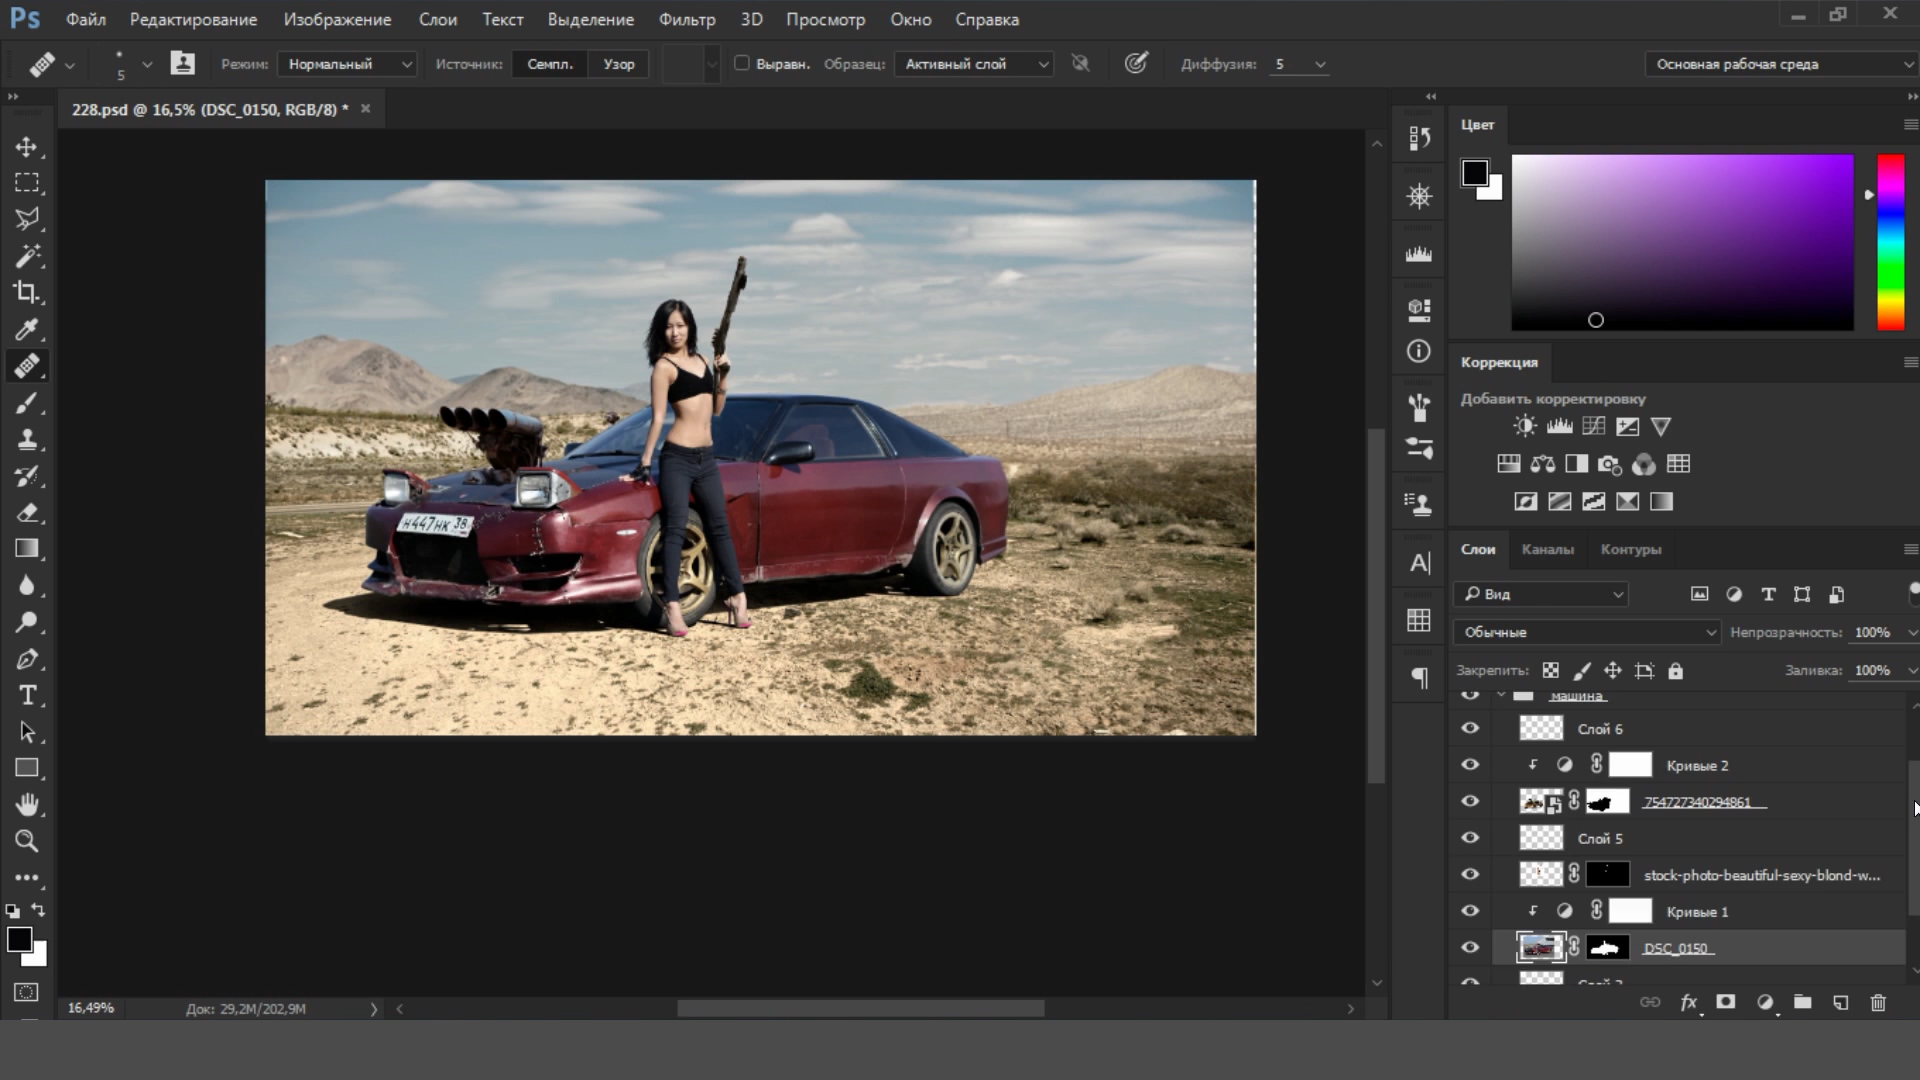 Ps Файл Редактирование Изображение Слои Текст Выделение Фильтр 3D Просмотр Окно Справка
5 Режим: Нормальный Источник: Семпл. Узор Выравн. Образец: Активный слой Диффузия: 5 Основная рабочая среда
228.psd @ 16,5% (DSC_0150, RGB/8) *
Цвет
Н447НК 38
Коррекция
Добавить корректировку
Слои Каналы Контуры
Вид
Обычные Непрозрачность: 100%
Закрепить: Заливка: 100%
машина
Слой 6
Кривые 2
754727340294861
Слой 5
stock-photo-beautiful-sexy-blond-w...
Кривые 1
DSC_0150
16,49% Док: 29,2M/202,9M